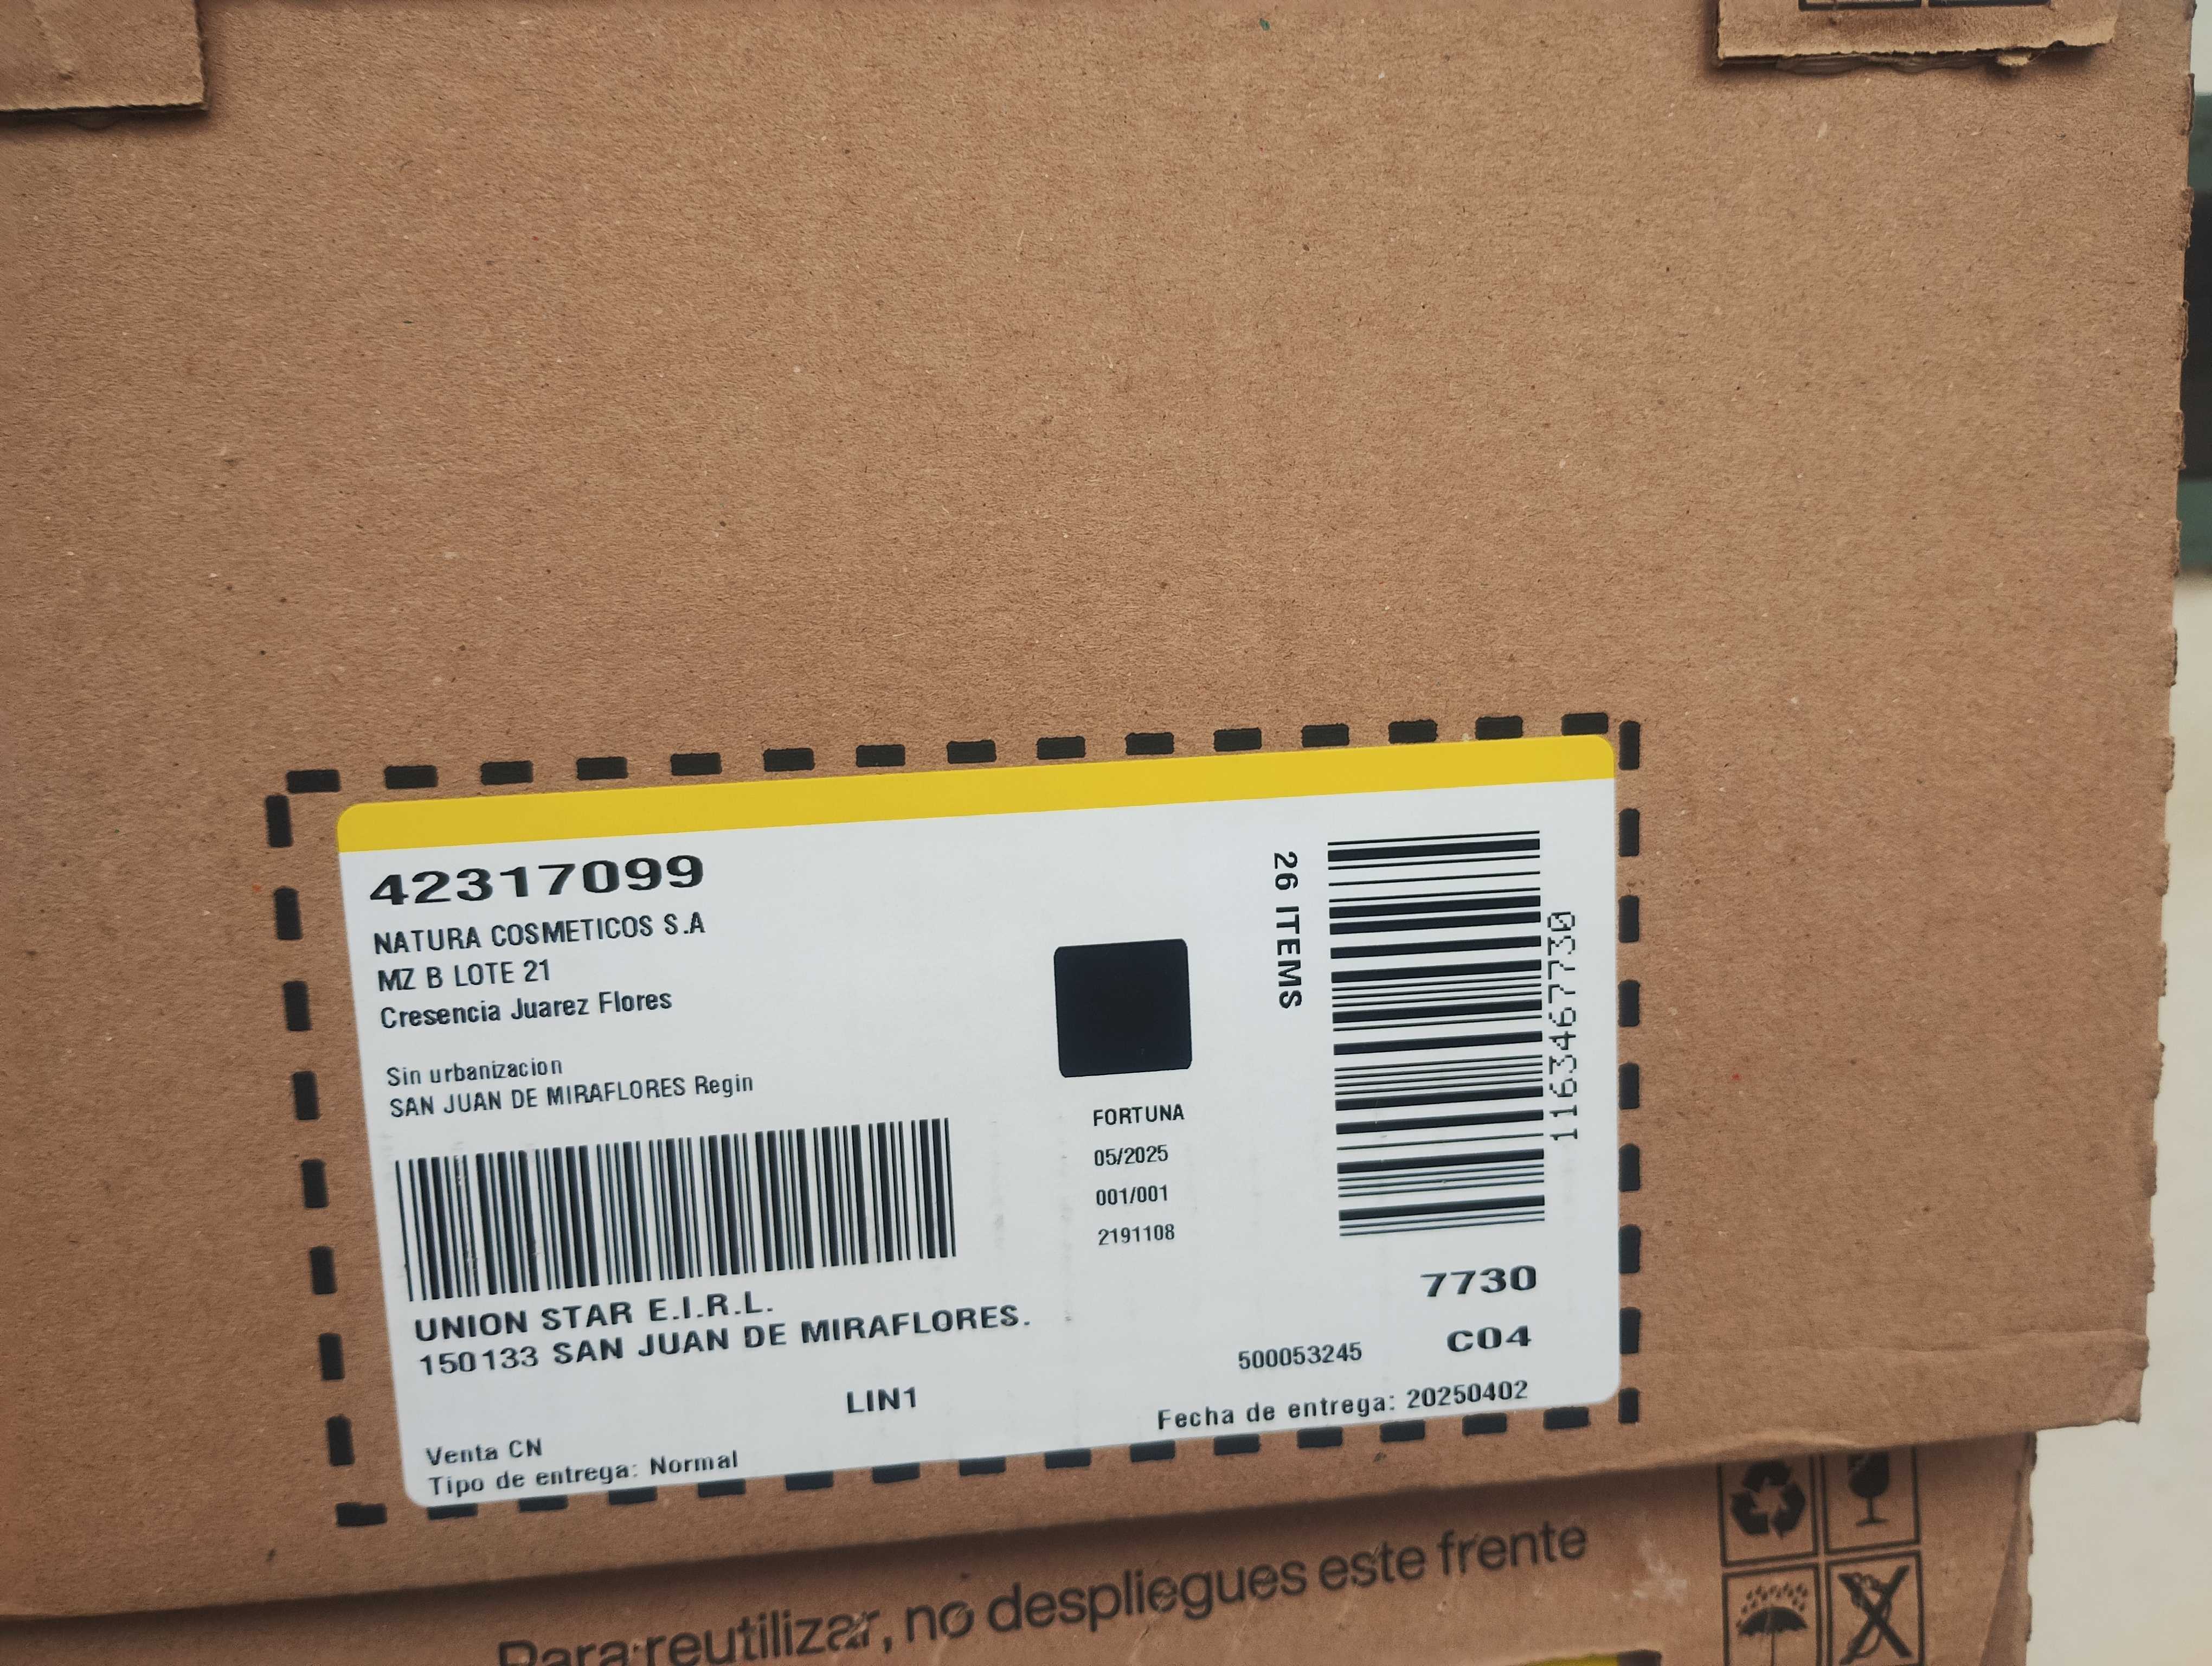 42317099
NATURA COSMETICOS S.A
MZ B LOTE 21
Cresencia Juarez Flores
Sin urbanizacion
SAN JUAN DE MIRAFLORES Regin
UNION STAR E.I.R.L.
150133 SAN JUAN DE MIRAFLORES.
LIN1
Venta CN
Tipo de entrega: Normal
FORTUNA
05/2025
001/001
2191108
26 ITEMS
1163467730
7730
500053245 C04
Fecha de entrega: 20250402
Para reutilizar, no despliegues este frente